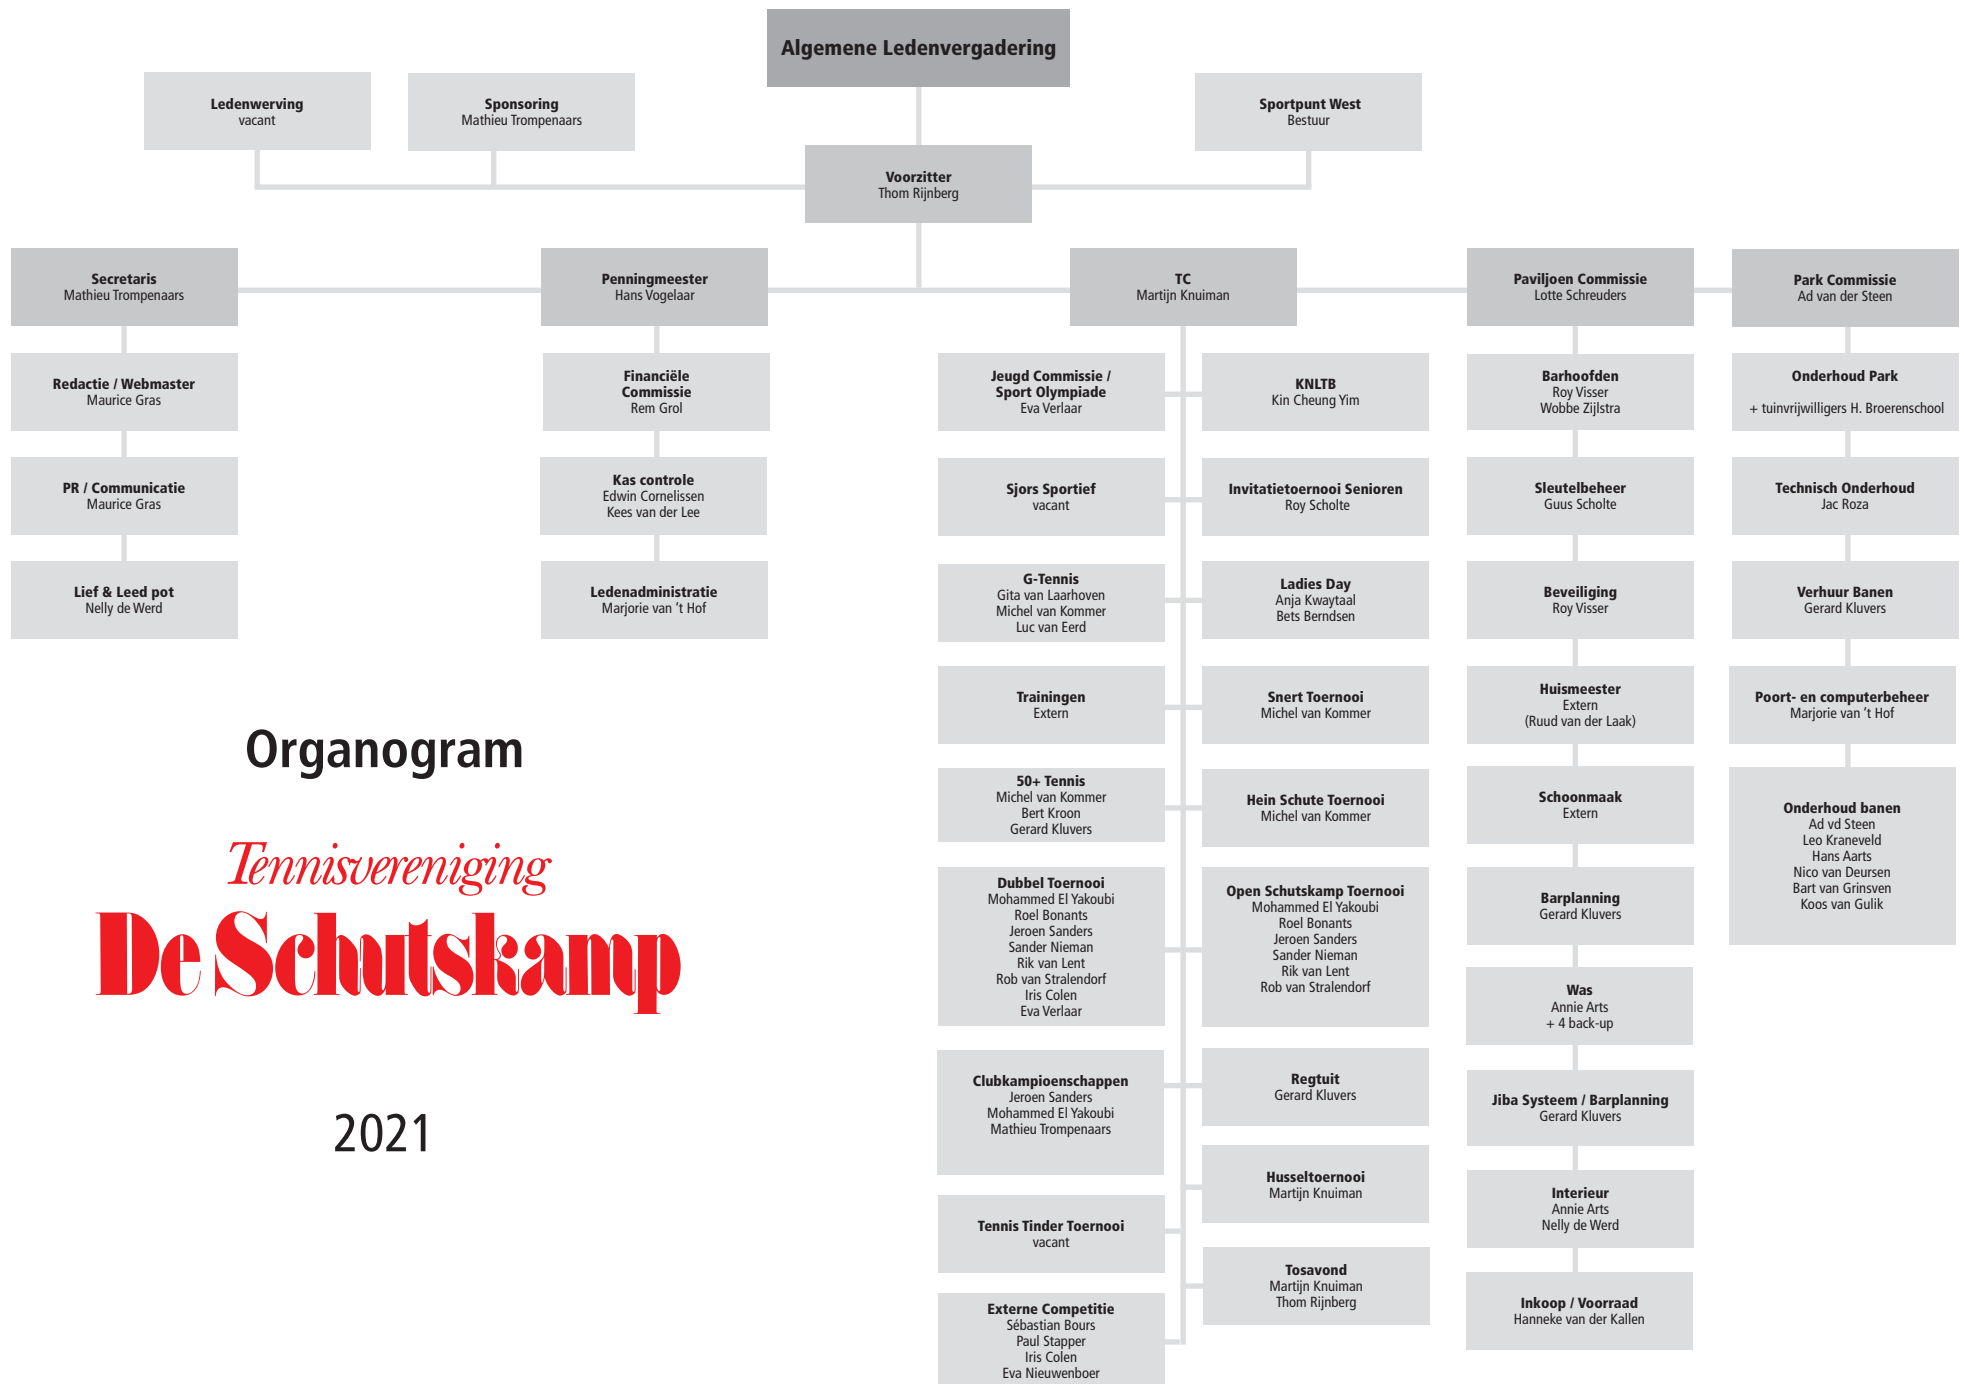 Algemene Ledenvergadering
Ledenwerving
vacant
Sponsoring
Mathieu Trompenaars
Sportpunt West
Bestuur
Voorzitter
Thom Rijnberg
Secretaris
Mathieu Trompenaars
Penningmeester
Hans Vogelaar
TC
Martijn Knuiman
Paviljoen Commissie
Lotte Schreuders
Park Commissie
Ad van der Steen
Redactie / Webmaster
Maurice Gras
PR / Communicatie
Maurice Gras
Lief & Leed pot
Nelly de Werd
Financiële
Commissie
Rem Grol
Kas controle
Edwin Cornelissen
Kees van der Lee
Ledenadministratie
Marjorie van ‘t Hof
Jeugd Commissie /
Sport Olympiade
Eva Verlaar
KNLTB
Kin Cheung Yim
Sjors Sportief
vacant
Invitatietoernooi Senioren
Roy Scholte
G-Tennis
Gita van Laarhoven
Michel van Kommer
Luc van Eerd
Ladies Day
Anja Kwaytaal
Bets Berndsen
Trainingen
Extern
Snert Toernooi
Michel van Kommer
50+ Tennis
Michel van Kommer
Bert Kroon
Gerard Kluvers
Hein Schute Toernooi
Michel van Kommer
Dubbel Toernooi
Mohammed El Yakoubi
Roel Bonants
Jeroen Sanders
Sander Nieman
Rik van Lent
Rob van Stralendorf
Iris Colen
Eva Verlaar
Open Schutskamp Toernooi
Mohammed El Yakoubi
Roel Bonants
Jeroen Sanders
Sander Nieman
Rik van Lent
Rob van Stralendorf
Clubkampioenschappen
Jeroen Sanders
Mohammed El Yakoubi
Mathieu Trompenaars
Regtuit
Gerard Kluvers
Husseltoernooi
Martijn Knuiman
Tennis Tinder Toernooi
vacant
Tosavond
Martijn Knuiman
Thom Rijnberg
Externe Competitie
Sébastian Bours
Paul Stapper
Iris Colen
Eva Nieuwenboer
Barhoofden
Roy Visser
Wobbe Zijlstra
Sleutelbeheer
Guus Scholte
Beveiliging
Roy Visser
Huismeester
Extern
(Ruud van der Laak)
Schoonmaak
Extern
Barplanning
Gerard Kluvers
Was
Annie Arts
+ 4 back-up
Jiba Systeem / Barplanning
Gerard Kluvers
Interieur
Annie Arts
Nelly de Werd
Inkoop / Voorraad
Hanneke van der Kallen
Onderhoud Park
+ tuinvrijwilligers H. Broerenschool
Technisch Onderhoud
Jac Roza
Verhuur Banen
Gerard Kluvers
Poort- en computerbeheer
Marjorie van ‘t Hof
Onderhoud banen
Ad vd Steen
Leo Kraneveld
Hans Aarts
Nico van Deursen
Bart van Grinsven
Koos van Gulik
Organogram
Tennisvereniging
De Schutskamp
2021